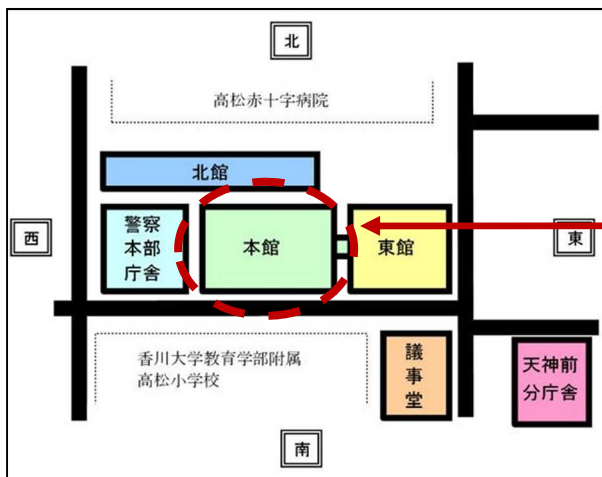 北
高松赤十字病院
北館
西
警察
本部
庁舎
本館
東館
東
香川大学教育学部附属
高松小学校
議
事
堂
天神前
分庁舎
南